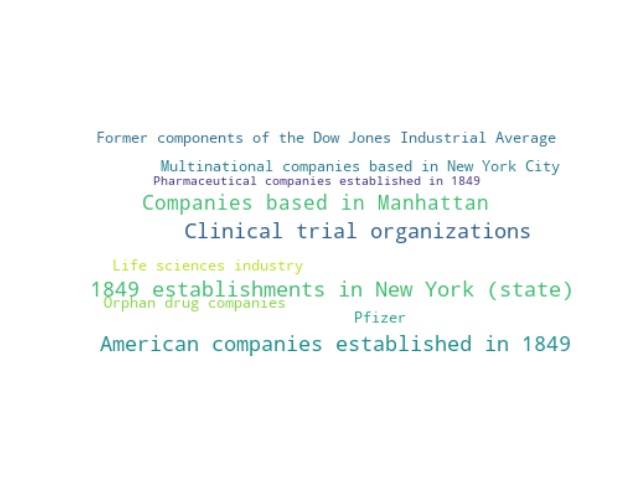 Former components of the Dow Jones Industrial Average
Multinational companies based in New York City
Pharmaceutical companies established in 1849
Companies based in Manhattan
Clinical trial organizations
Life sciences industry
1849 establishments in New York (state)
Orphan drug companies
Pfizer
American companies established in 1849